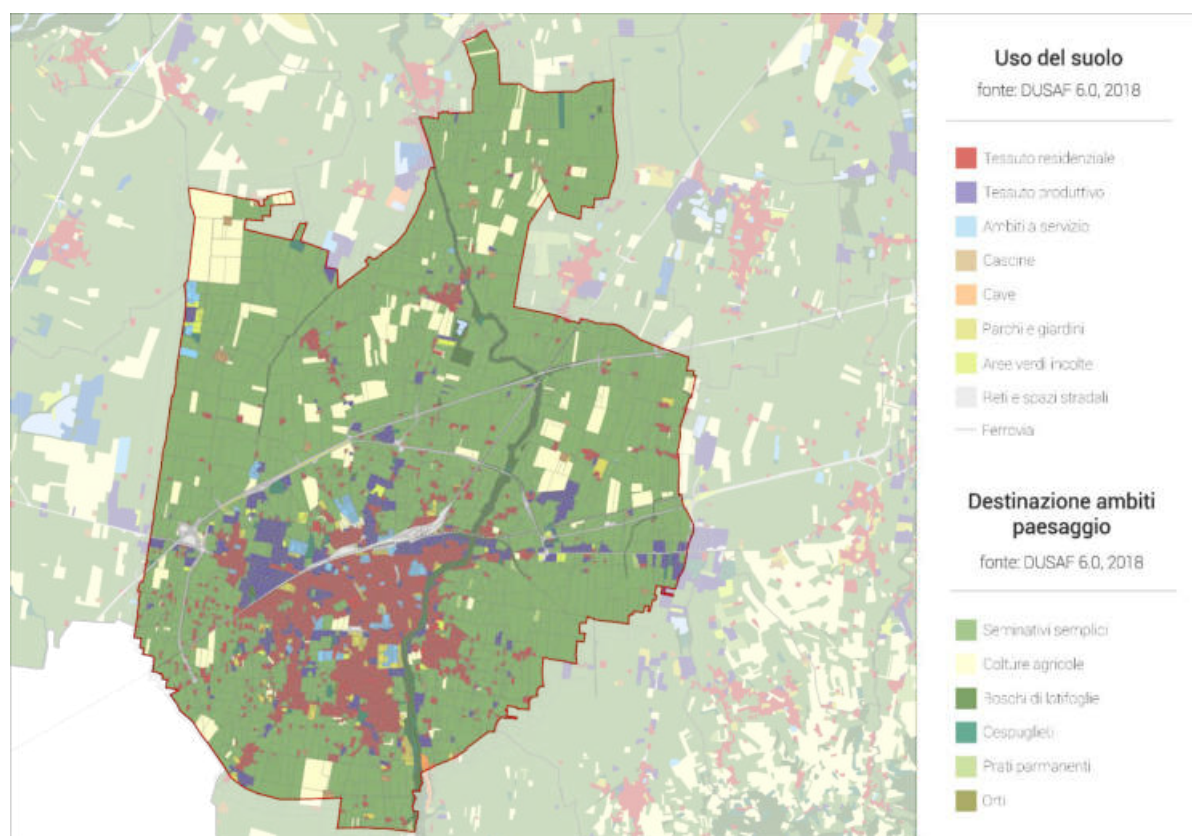 Uso del suolo
fonte: DUSAF 6.0, 2018
Tessuto residenziale
Tessuto produttivo
Ambiti a servizio
Cascine
Cave
Parchi e giardini
Aree verdi incolte
Reti e spazi stradali
Ferrovia
Destinazione ambiti
paesaggio
fonte: DUSAF 6.0, 2018
Seminativi semplici
Colture agricole
Boschi di latifoglie
Cespuglieti
Prati parmanenti
Orti